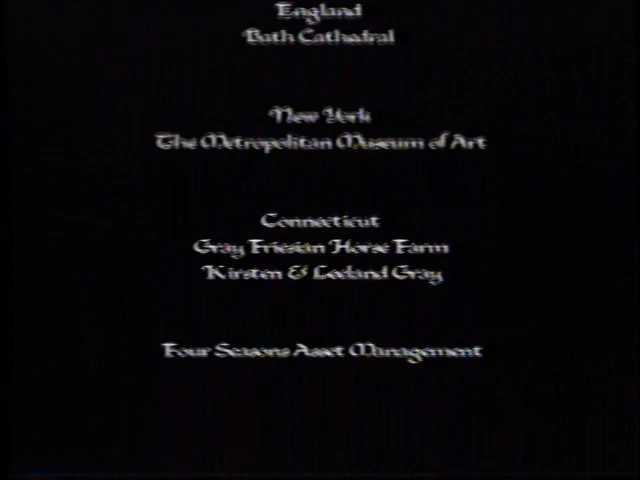 England
Bath Cathedral
New York
The Metropolitan Museum of Art
Connecticut
Gray Friesian Horse Farm
Kirsten & Leeland Gray
Four Seasons Asset Management